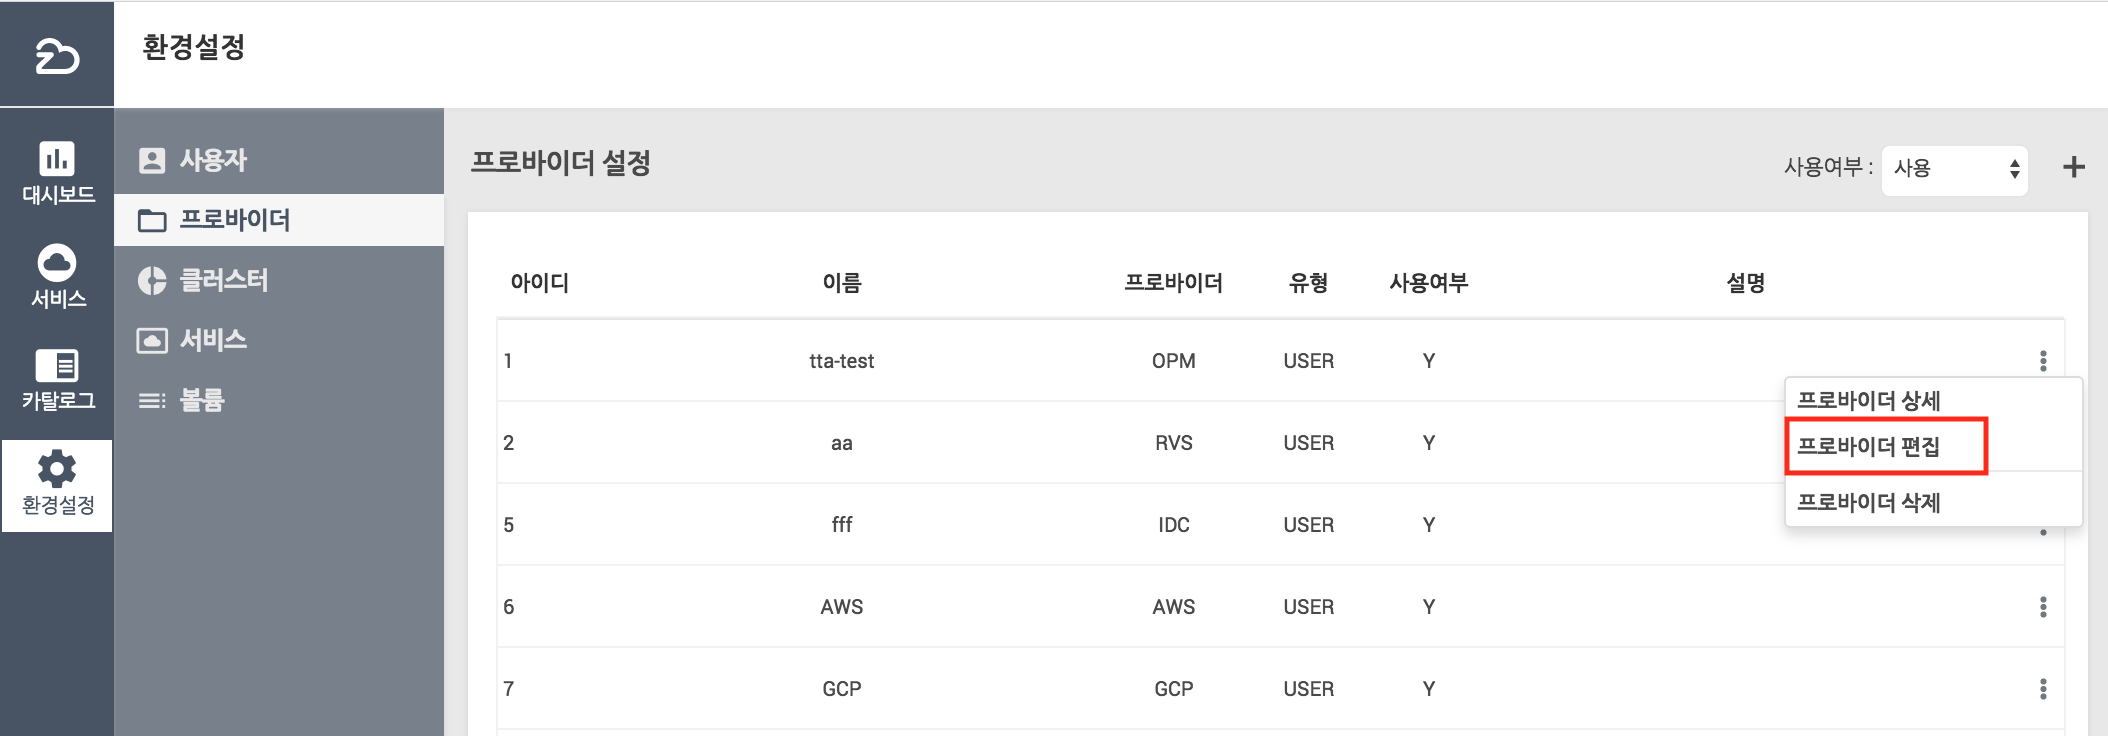 환경설정
대시보드
서비스
카탈로그
환경설정
사용자
프로바이더
클러스터
서비스
볼륨
프로바이더 설정
사용여부 : 사용
아이디 이름 프로바이더 유형 사용여부 설명
1 tta-test OPM USER Y
2 aa RVS USER Y
5 fff IDC USER Y
6 AWS AWS USER Y
7 GCP GCP USER Y
프로바이더 상세
프로바이더 편집
프로바이더 삭제